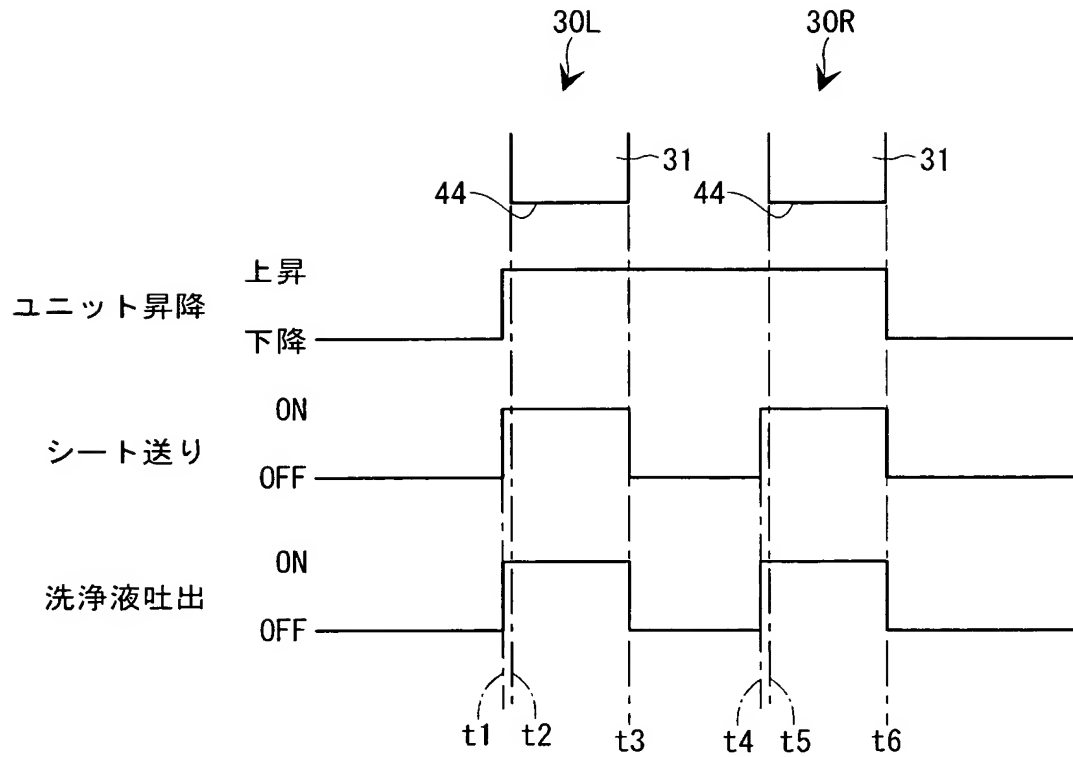 30L 30R
31 31
44 44
上昇
ユニット昇降
下降
ON
シート送り
OFF
ON
洗浄液吐出
OFF
t1 t2 t3 t4 t5 t6